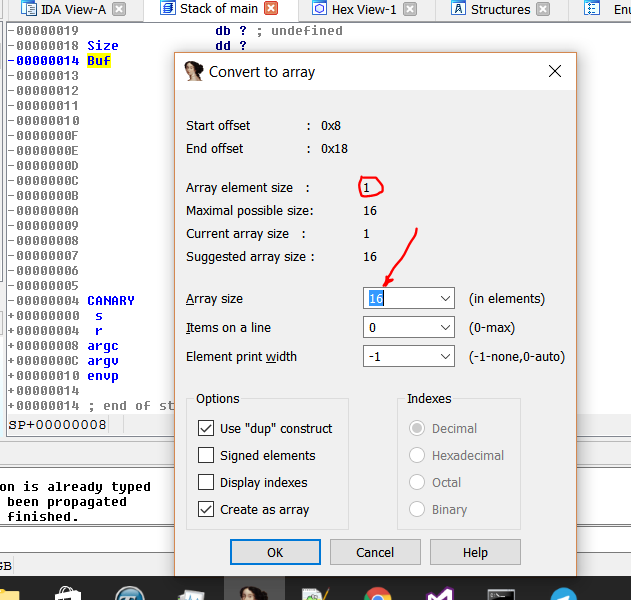 IDA View-A
Stack of main
Hex View-1
Structures
Enu
-00000019 db ? ; undefined
-00000018 Size dd ?
-00000014 Buf
-00000013
-00000012
-00000011
-00000010
-0000000F
-0000000E
-0000000D
-0000000C
-0000000B
-0000000A
-00000009
-00000008
-00000007
-00000006
-00000005
-00000004 CANARY
+00000000 s
+00000004 r
+00000008 argc
+0000000C argv
+00000010 envp
+00000014
+00000014 ; end of st
SP+00000008
on is already typed
been propagated
finished.
GB
Convert to array
Start offset : 0x8
End offset : 0x18
Array element size : 1
Maximal possible size: 16
Current array size : 1
Suggested array size : 16
Array size 16 (in elements)
Items on a line 0 (0-max)
Element print width -1 (-1-none,0-auto)
Options
Use "dup" construct
Signed elements
Display indexes
Create as array
Indexes
Decimal
Hexadecimal
Octal
Binary
OK
Cancel
Help